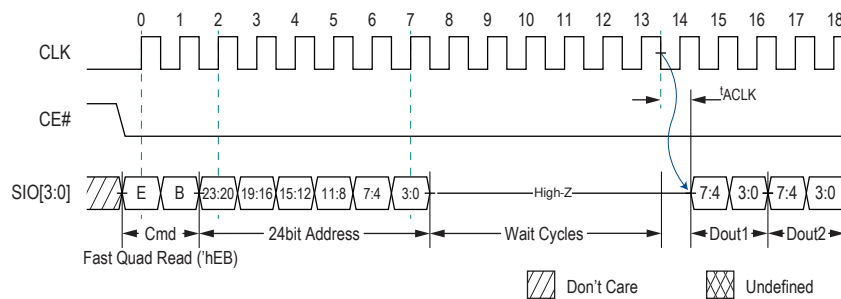 0 1 2 3 4 5 6 7 8 9 10 11 12 13 14 15 16 17 18
CLK
tACLK
CE#
SIO[3:0] E B 23:20 19:16 15:12 11:8 7:4 3:0 High-Z 7:4 3:0 7:4 3:0
Cmd 24bit Address Wait Cycles Dout1 Dout2
Fast Quad Read ('hEB)
Don't Care Undefined